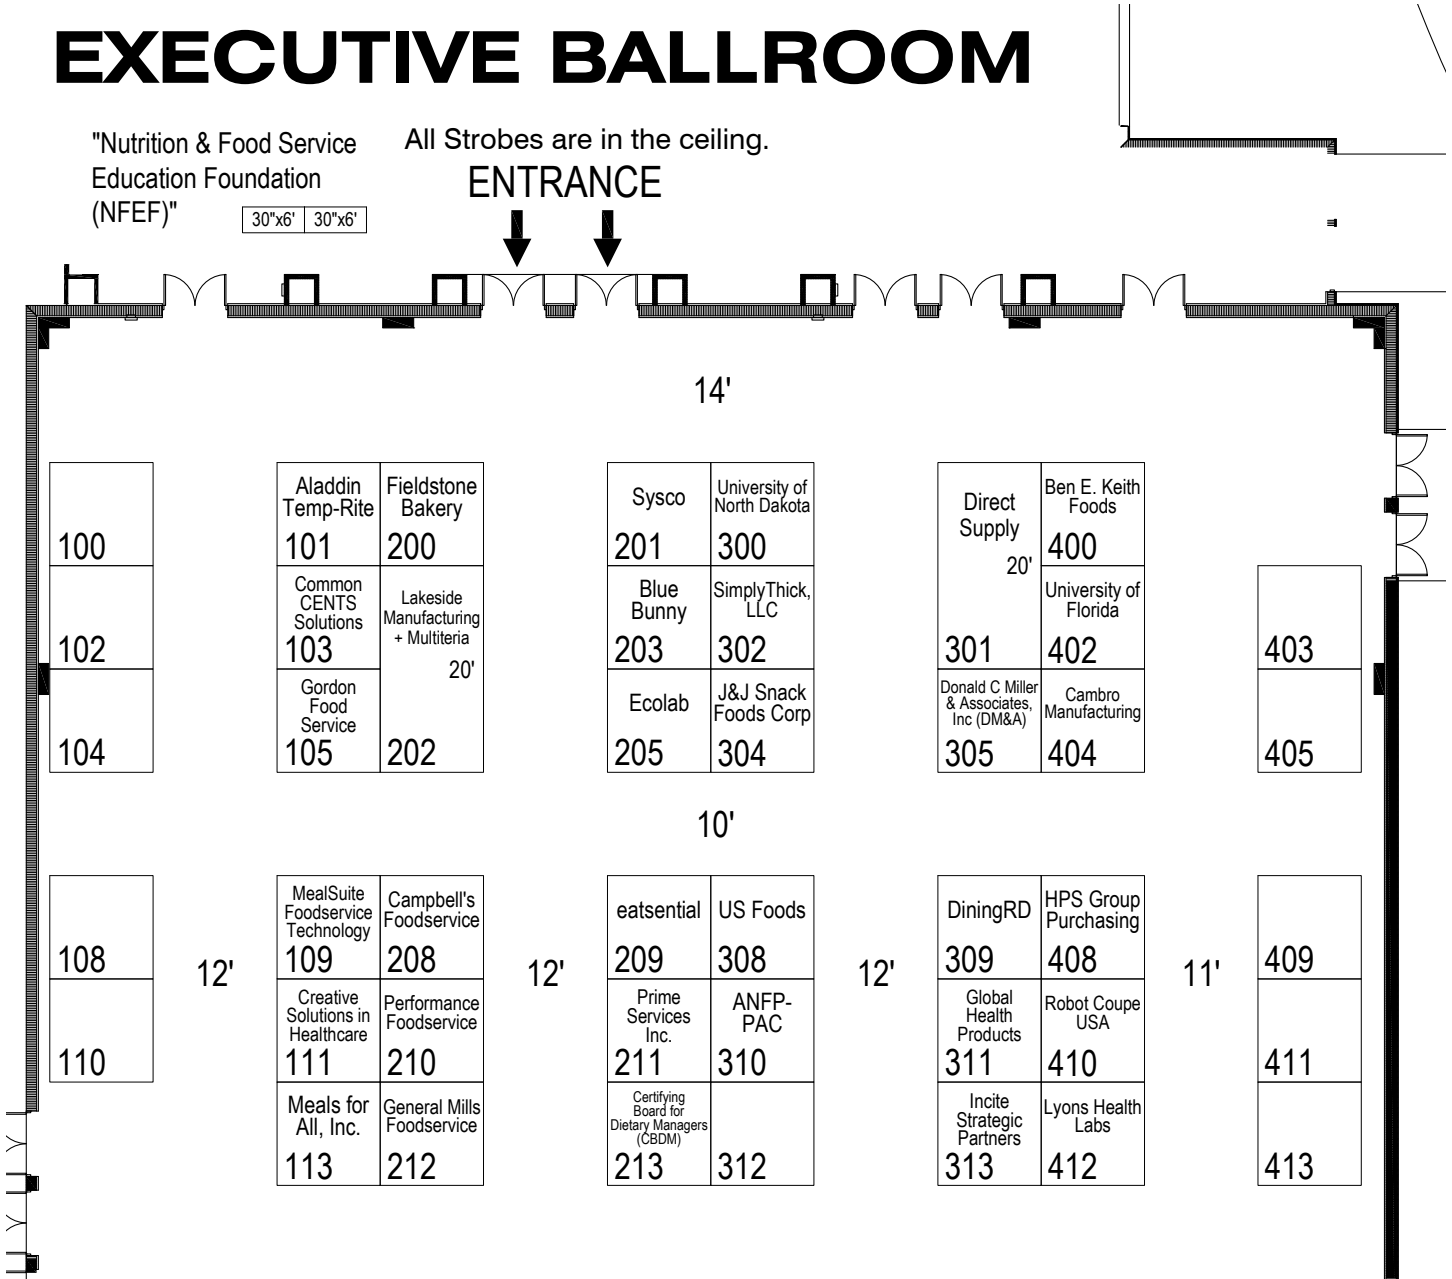 EXECUTIVE BALLROOM
"Nutrition & Food Service
Education Foundation
(NFEF)"
30"x6' 30"x6'
All Strobes are in the ceiling.
ENTRANCE
14'
100
Aladdin
Temp-Rite
101
Fieldstone
Bakery
200
Sysco
201
University of
North Dakota
300
Direct
Supply
20'
301
Ben E. Keith
Foods
400
102
Common
CENTS
Solutions
103
Lakeside
Manufacturing
+ Multiteria
20'
202
Blue
Bunny
203
SimplyThick,
LLC
302
University of
Florida
402
403
104
Gordon
Food
Service
105
Ecolab
205
J&J Snack
Foods Corp
304
Donald C Miller
& Associates,
Inc (DM&A)
305
Cambro
Manufacturing
404
405
10'
108
MealSuite
Foodservice
Technology
109
Campbell's
Foodservice
208
eatsential
209
US Foods
308
DiningRD
309
HPS Group
Purchasing
408
409
12'
12'
12'
11'
110
Creative
Solutions in
Healthcare
111
Performance
Foodservice
210
Prime
Services
Inc.
211
ANFP-
PAC
310
Global
Health
Products
311
Robot Coupe
USA
410
411
Meals for
All, Inc.
113
General Mills
Foodservice
212
Certifying
Board for
Dietary Managers
(CBDM)
213
312
Incite
Strategic
Partners
313
Lyons Health
Labs
412
413